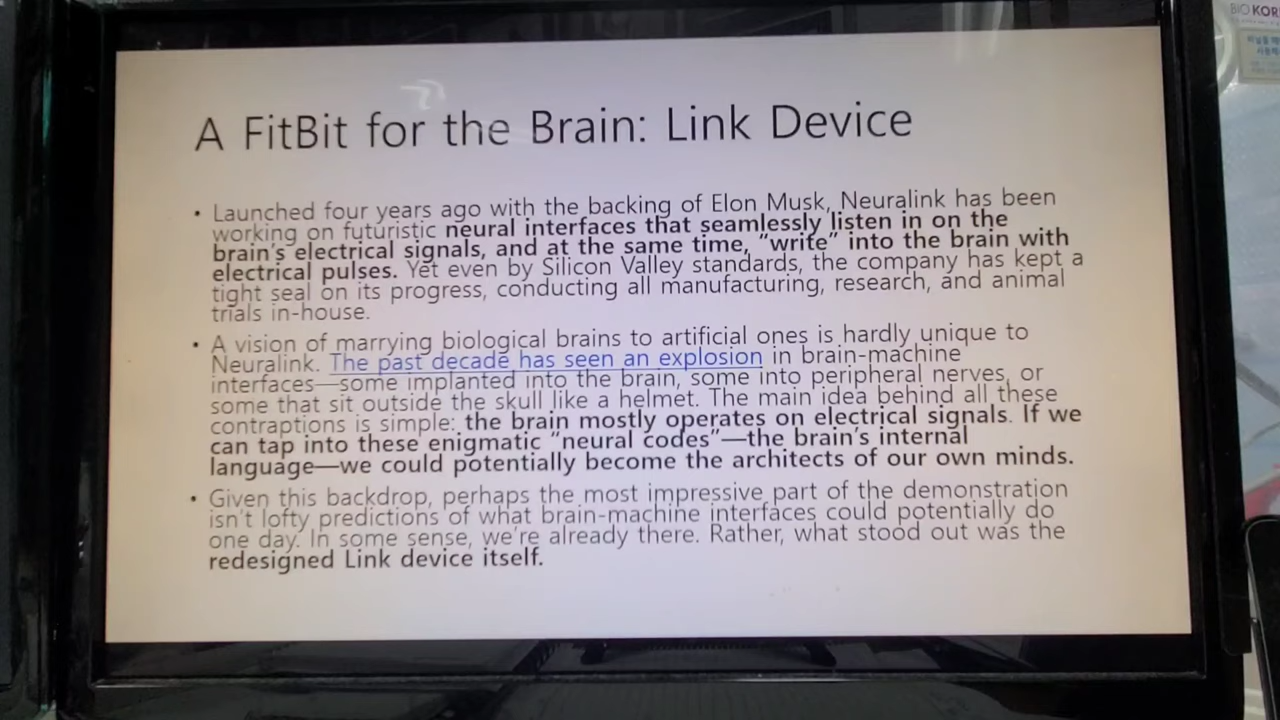 A FitBit for the Brain: Link Device
• Launched four years ago with the backing of Elon Musk, Neuralink has been
working on futuristic neural interfaces that seamlessly listen in on the
brain's electrical signals, and at the same time, “write” into the brain with
electrical pulses. Yet even by Silicon Valley standards, the company has kept a
tight seal on its progress, conducting all manufacturing, research, and animal
trials in-house.
• A vision of marrying biological brains to artificial ones is hardly unique to
Neuralink. The past decade has seen an explosion in brain-machine
interfaces—some implanted into the brain, some into peripheral nerves, or
some that sit outside the skull like a helmet. The main idea behind all these
contraptions is simple: the brain mostly operates on electrical signals. If we
can tap into these enigmatic “neural codes”—the brain's internal
language—we could potentially become the architects of our own minds.
• Given this backdrop, perhaps the most impressive part of the demonstration
isn't lofty predictions of what brain-machine interfaces could potentially do
one day. In some sense, we're already there. Rather, what stood out was the
redesigned Link device itself.
BIO KOR